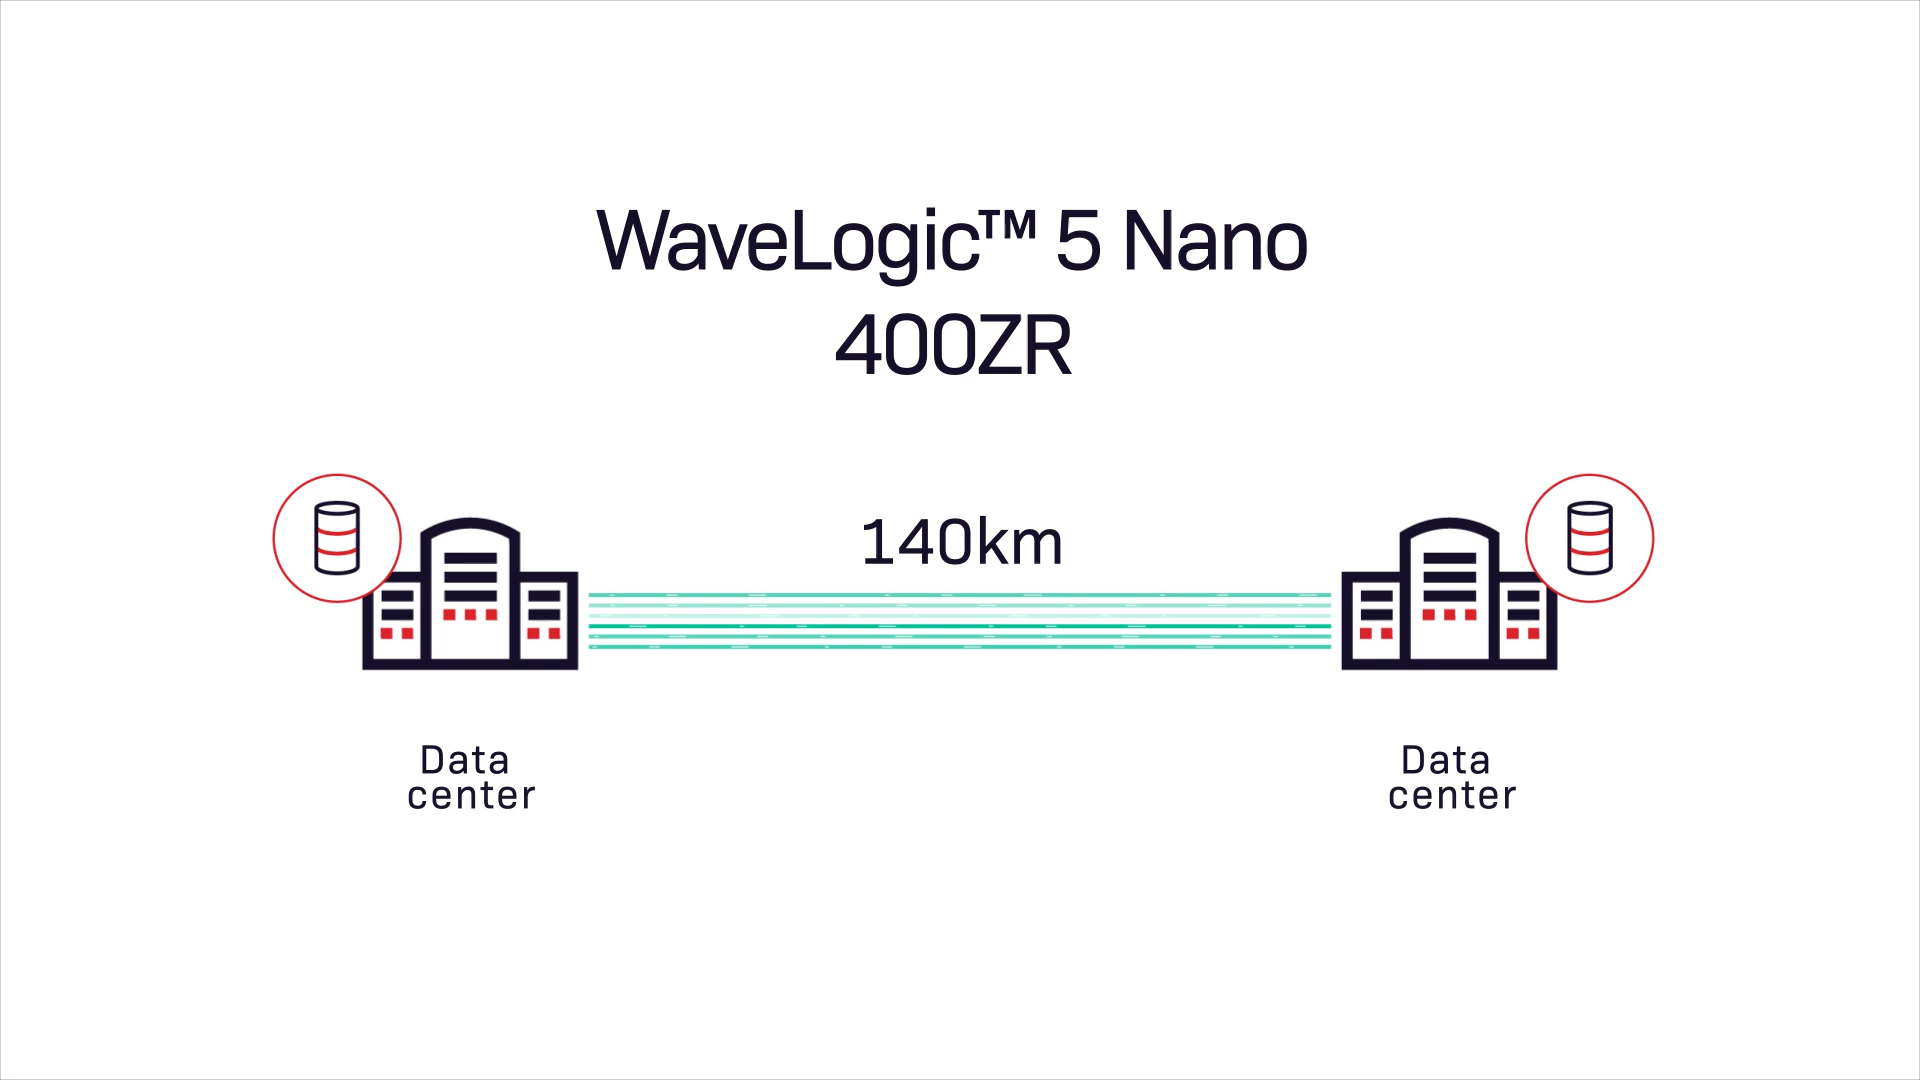 WaveLogic™ 5 Nano
400ZR
140km
Data
center
Data
center